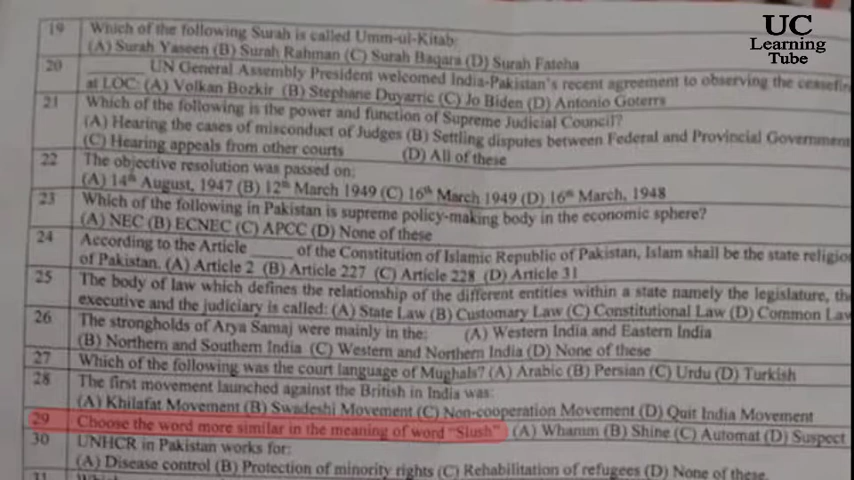 UC
Learning
Tube
19 Which of the following Surah is called Umm-ul-Kitab:
(A) Surah Yaseen (B) Surah Rahman (C) Surah Baqara (D) Surah Fateha
20 ______ UN General Assembly President welcomed India-Pakistan's recent agreement to observing the ceasefire
at LOC: (A) Volkan Bozkir (B) Stephane Duyarric (C) Jo Biden (D) Antonio Goterrs
21 Which of the following is the power and function of Supreme Judicial Council?
(A) Hearing the cases of misconduct of Judges (B) Settling disputes between Federal and Provincial Government
(C) Hearing appeals from other courts (D) All of these
22 The objective resolution was passed on:
(A) 14th August, 1947 (B) 12th March 1949 (C) 16th March 1949 (D) 16th March, 1948
23 Which of the following in Pakistan is supreme policy-making body in the economic sphere?
(A) NEC (B) ECNEC (C) APCC (D) None of these
24 According to the Article _____ of the Constitution of Islamic Republic of Pakistan, Islam shall be the state religio
of Pakistan. (A) Article 2 (B) Article 227 (C) Article 228 (D) Article 31
25 The body of law which defines the relationship of the different entities within a state namely the legislature, the
executive and the judiciary is called: (A) State Law (B) Customary Law (C) Constitutional Law (D) Common Law
26 The strongholds of Arya Samaj were mainly in the: (A) Western India and Eastern India
(B) Northern and Southern India (C) Western and Northern India (D) None of these
27 Which of the following was the court language of Mughals? (A) Arabic (B) Persian (C) Urdu (D) Turkish
28 The first movement launched against the British in India was:
(A) Khilafat Movement (B) Swadeshi Movement (C) Non-cooperation Movement (D) Quit India Movement
29 Choose the word more similar in the meaning of word "Slush" (A) Whamm (B) Shine (C) Automat (D) Suspect
30 UNHCR in Pakistan works for:
(A) Disease control (B) Protection of minority rights (C) Rehabilitation of refugees (D) None of these.
31